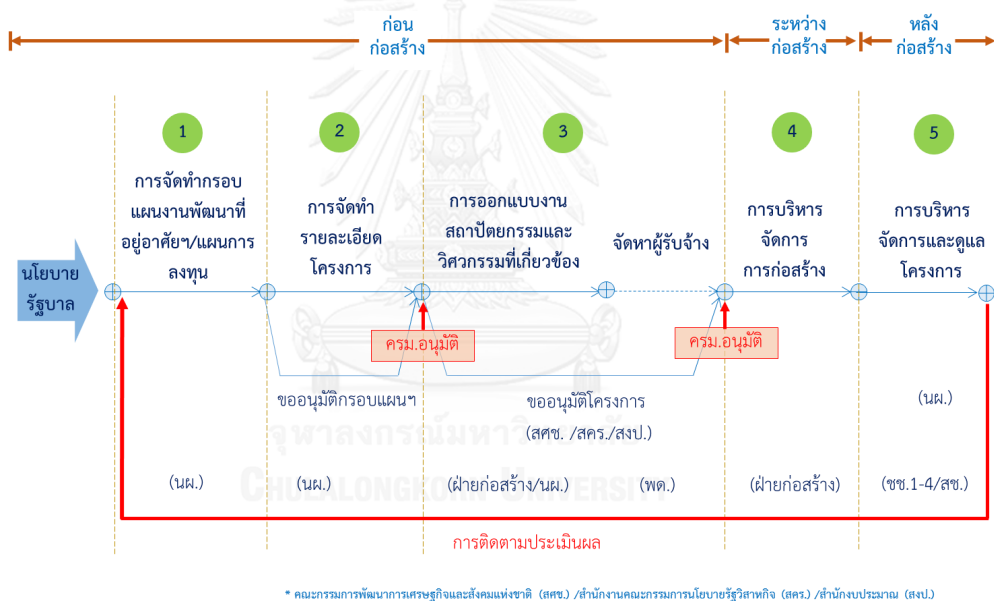 ก่อน
ก่อสร้าง
ระหว่าง
ก่อสร้าง
หลัง
ก่อสร้าง
1
2
3
4
5
การจัดทำกรอบ
แผนงานพัฒนาที่
อยู่อาศัยฯ/แผนการ
ลงทุน
การจัดทำ
รายละเอียด
โครงการ
การออกแบบงาน
สถาปัตยกรรมและ
วิศวกรรมที่เกี่ยวข้อง
จัดหาผู้รับจ้าง
การบริหาร
จัดการ
การก่อสร้าง
การบริหาร
จัดการและดูแล
โครงการ
นโยบาย
รัฐบาล
ครม.อนุมัติ
ครม.อนุมัติ
ขออนุมัติกรอบแผนฯ
ขออนุมัติโครงการ
(สศช. /สคร./สงป.)
(นผ.)
จุฬาลงกรณ์มหาวิทยาลัย
CHULALONGKORN UNIVERSITY
(นผ.)
(นผ.)
(ฝ่ายก่อสร้าง/นผ.)
(พด.)
(ฝ่ายก่อสร้าง)
(ชช.1-4/สช.)
การติดตามประเมินผล
* คณะกรรมการพัฒนาการเศรษฐกิจและสังคมแห่งชาติ (สศช.) /สำนักงานคณะกรรมการนโยบายรัฐวิสาหกิจ (สคร.) /สำนักงบประมาณ (สงป.)